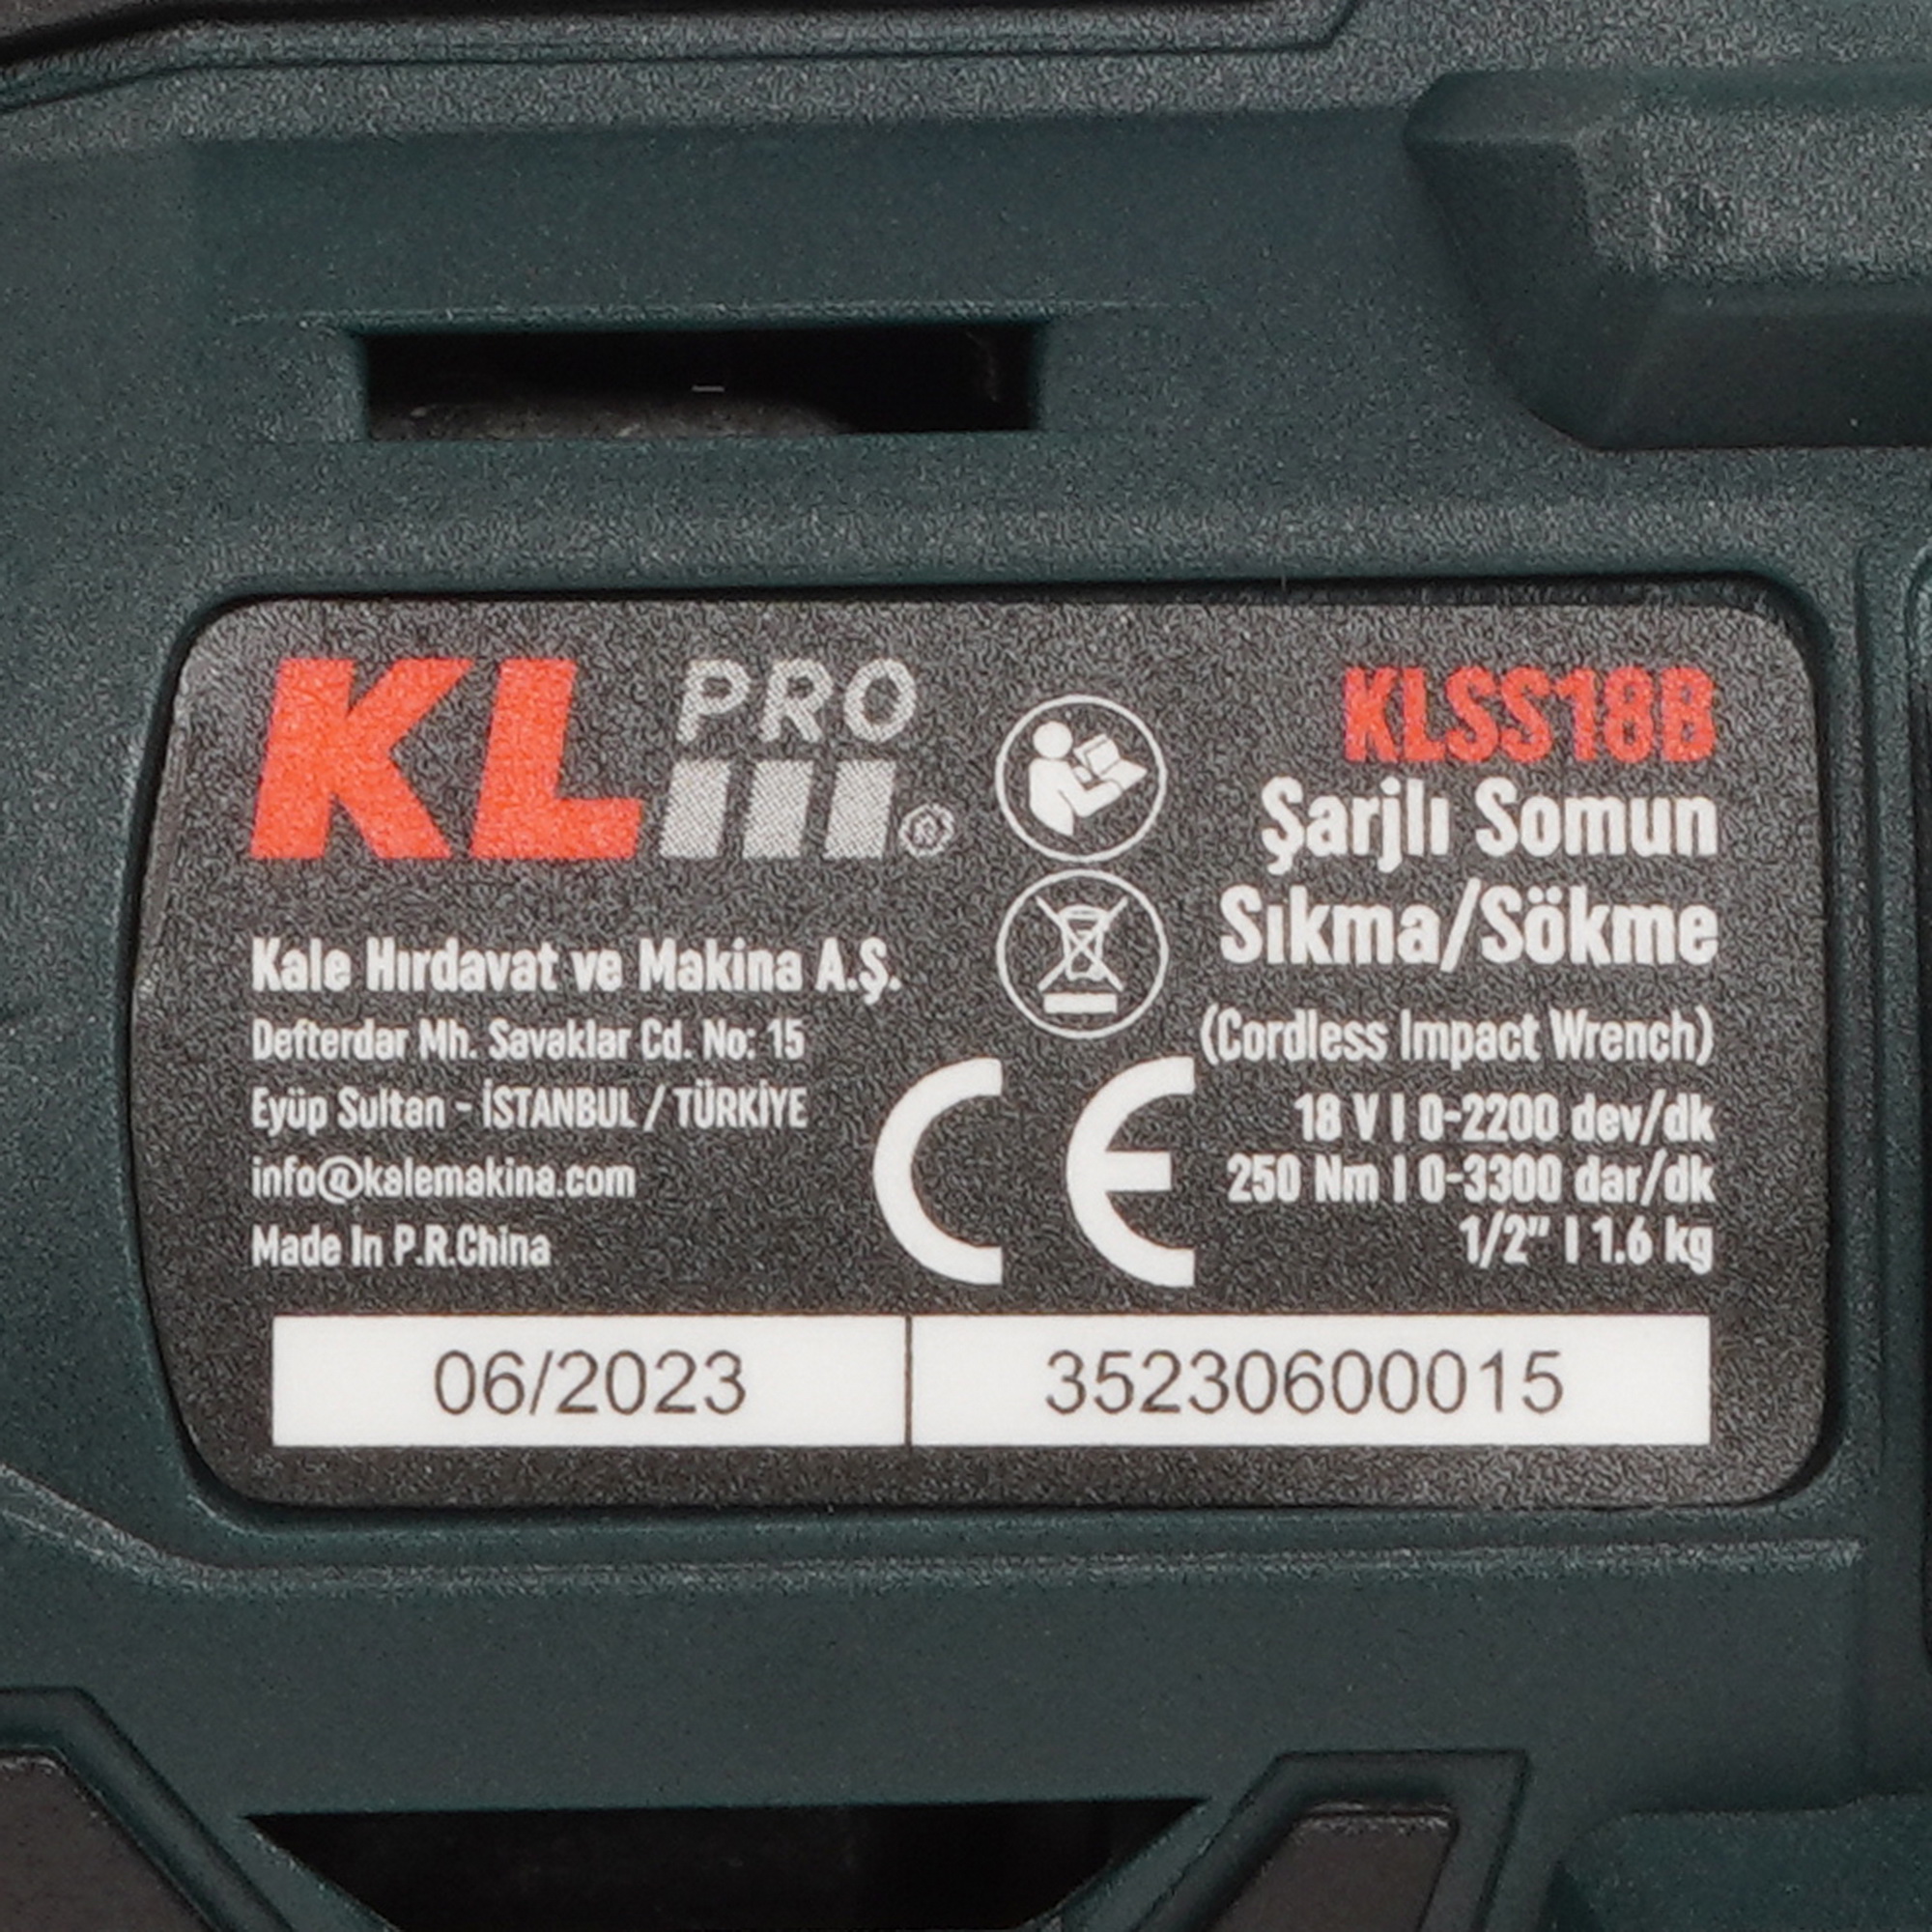 KL PRO ®
Kale Hırdavat ve Makina A.Ş.
Defterdar Mh. Savaklar Cd. No: 15
Eyüp Sultan - İSTANBUL / TÜRKİYE
info@kalemakina.com
Made In P.R.China
CE
KLSS18B
Şarjlı Somun
Sıkma/Sökme
(Cordless Impact Wrench)
18 V | 0-2200 dev/dk
250 Nm | 0-3300 dar/dk
1/2" | 1.6 kg
06/2023
35230600015